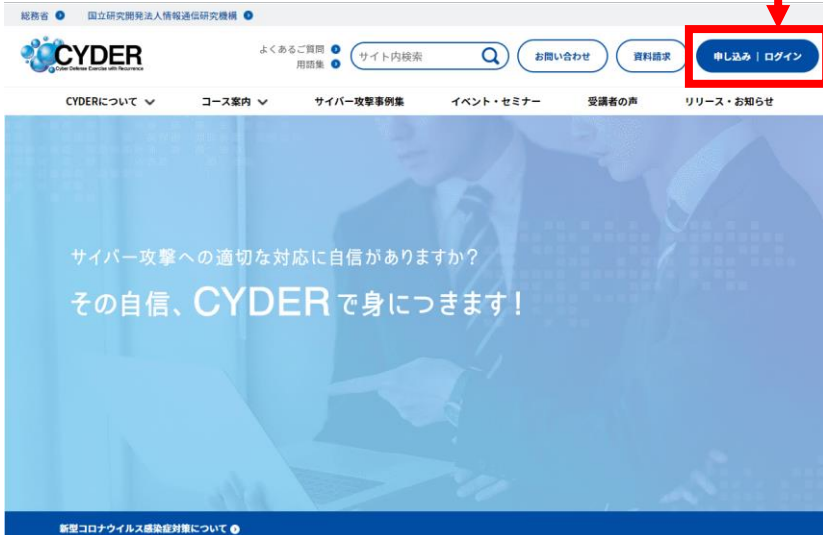 総務省 国立研究開発法人情報通信研究機構
CYDER
Cyber Defense Exercise with Recurrence
よくあるご質問
用語集
サイト内検索
お問い合わせ
資料請求
申し込み | ログイン
CYDERについて コース案内 サイバー攻撃事例集 イベント・セミナー 受講者の声 リリース・お知らせ
サイバー攻撃への適切な対応に自信がありますか?
その自信、CYDERで身につきます!
新型コロナウイルス感染症対策について